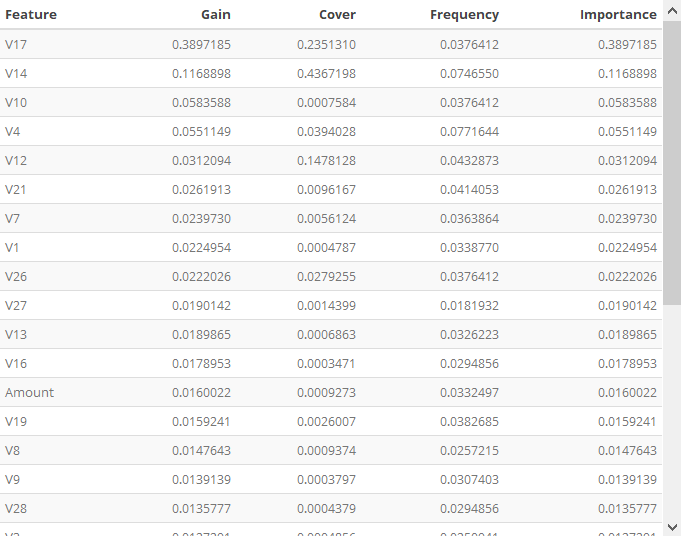 Feature Gain Cover Frequency Importance
V17 0.3897185 0.2351310 0.0376412 0.3897185
V14 0.1168898 0.4367198 0.0746550 0.1168898
V10 0.0583588 0.0007584 0.0376412 0.0583588
V4 0.0551149 0.0394028 0.0771644 0.0551149
V12 0.0312094 0.1478128 0.0432873 0.0312094
V21 0.0261913 0.0096167 0.0414053 0.0261913
V7 0.0239730 0.0056124 0.0363864 0.0239730
V1 0.0224954 0.0004787 0.0338770 0.0224954
V26 0.0222026 0.0279255 0.0376412 0.0222026
V27 0.0190142 0.0014399 0.0181932 0.0190142
V13 0.0189865 0.0006863 0.0326223 0.0189865
V16 0.0178953 0.0003471 0.0294856 0.0178953
Amount 0.0160022 0.0009273 0.0332497 0.0160022
V19 0.0159241 0.0026007 0.0382685 0.0159241
V8 0.0147643 0.0009374 0.0257215 0.0147643
V9 0.0139139 0.0003797 0.0307403 0.0139139
V28 0.0135777 0.0004379 0.0294856 0.0135777